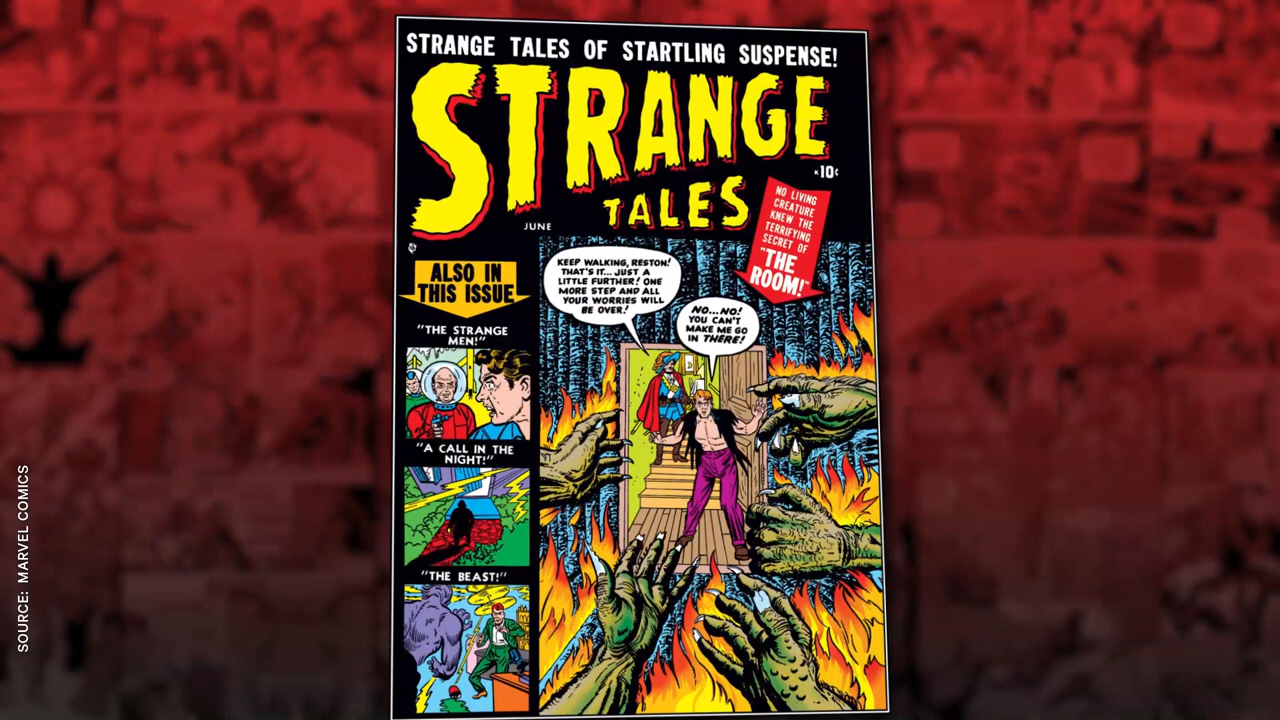 STRANGE TALES OF STARTLING SUSPENSE!
STRANGE
TALES
K 10¢
JUNE
NO LIVING
CREATURE
KNEW THE
TERRIFYING
SECRET OF
"THE
ROOM!"
ALSO IN
THIS ISSUE
"THE STRANGE
MEN!"
"A CALL IN THE
NIGHT!"
"THE BEAST!"
KEEP WALKING, RESTON!
THAT'S IT... JUST A
LITTLE FURTHER! ONE
MORE STEP AND ALL
YOUR WORRIES WILL
BE OVER!
NO...NO!
YOU CAN'T
MAKE ME GO
IN THERE!
SOURCE: MARVEL COMICS